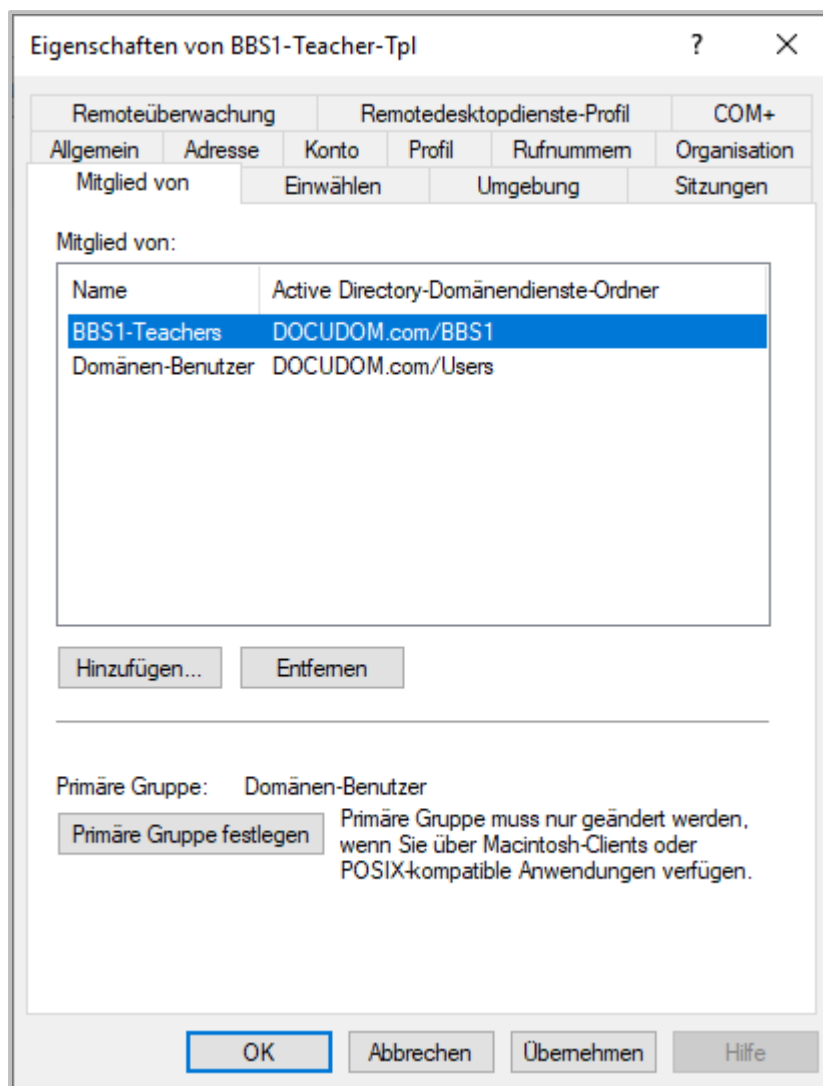 Eigenschaften von BBS1-Teacher-Tpl ? ×
Remoteüberwachung Remotedesktopdienste-Profil COM+
Allgemein Adresse Konto Profil Rufnummern Organisation
Mitglied von Einwählen Umgebung Sitzungen
Mitglied von:
Name Active Directory-Domänendienste-Ordner
BBS1-Teachers DOCUDOM.com/BBS1
Domänen-Benutzer DOCUDOM.com/Users
Hinzufügen... Entfernen
Primäre Gruppe: Domänen-Benutzer
Primäre Gruppe festlegen
Primäre Gruppe muss nur geändert werden,
wenn Sie über Macintosh-Clients oder
POSIX-kompatible Anwendungen verfügen.
OK Abbrechen Übernehmen Hilfe